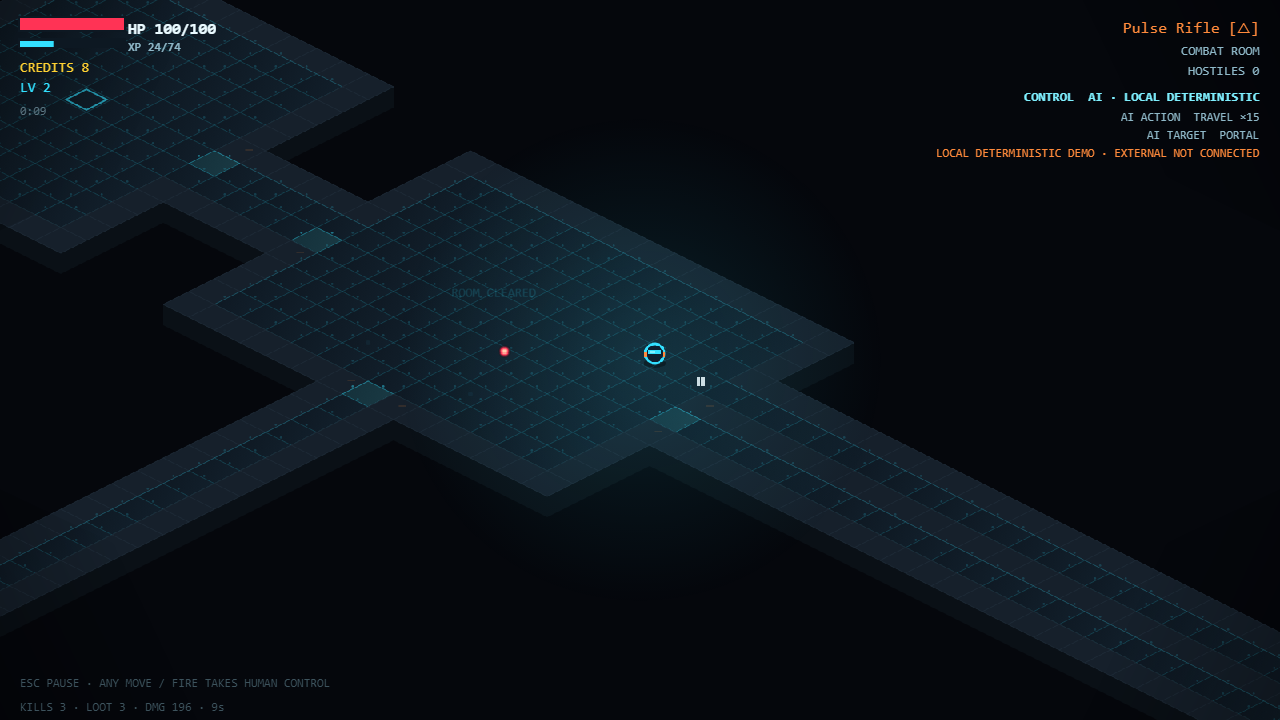 HP 100/100
XP 24/74
CREDITS 8
LV 2
0:09
Pulse Rifle [△]
COMBAT ROOM
HOSTILES 0
CONTROL AI · LOCAL DETERMINISTIC
AI ACTION TRAVEL ×15
AI TARGET PORTAL
LOCAL DETERMINISTIC DEMO · EXTERNAL NOT CONNECTED
ROOM CLEARED
ESC PAUSE · ANY MOVE / FIRE TAKES HUMAN CONTROL
KILLS 3 · LOOT 3 · DMG 196 · 9s